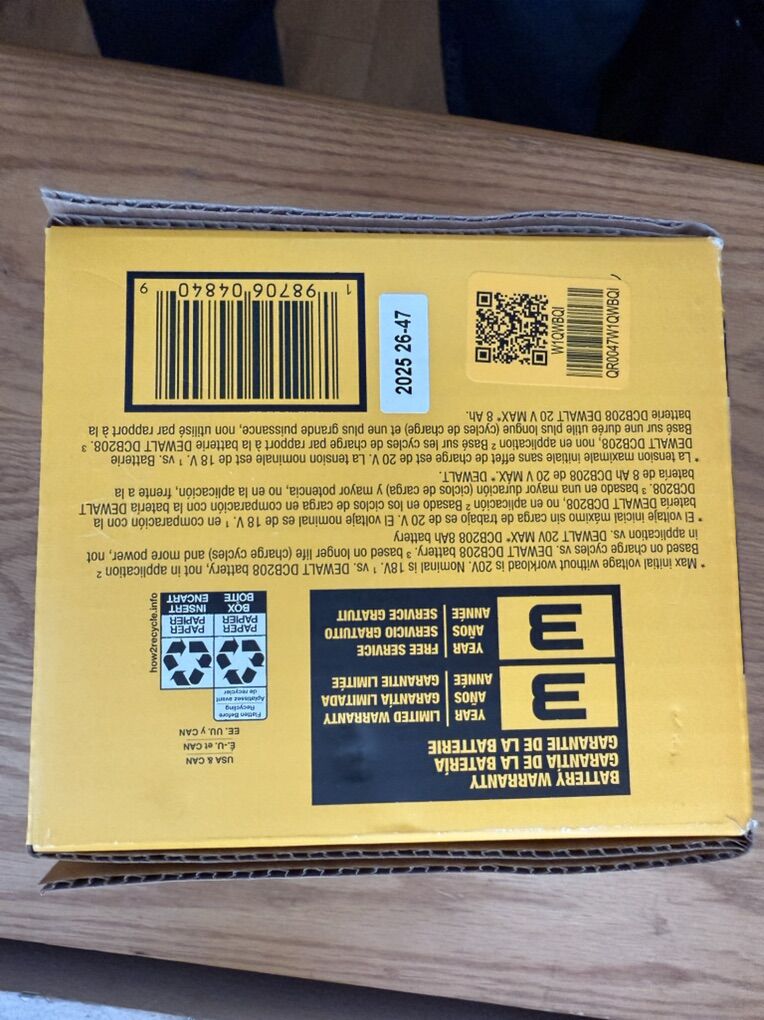 BATTERY WARRANTY
GARANTÍA DE LA BATERÍA
GARANTIE DE LA BATTERIE
3
YEAR
AÑOS
ANNÉE
LIMITED WARRANTY
GARANTÍA LIMITADA
GARANTIE LIMITÉE
3
YEAR
AÑOS
ANNÉE
FREE SERVICE
SERVICIO GRATUITO
SERVICE GRATUIT
USA & CAN
É.-U. et CAN
EE. UU. y CAN
Flatten Before
Recycling
Aplatissez avant
de recycler
PAPER
PAPIER
BOX
BOÎTE
PAPER
PAPIER
INSERT
ENCART
how2recycle.info
* Max initial voltage without workload is 20V. Nominal is 18V. ¹ vs. DEWALT DCB208 battery, not in application ²
Based on charge cycles vs. DEWALT DCB208 battery. ³ based on longer life (charge cycles) and more power, not
in application vs. DEWALT 20V MAX* DCB208 8Ah battery
* El voltaje inicial máximo sin carga de trabajo es de 20 V. El voltaje nominal es de 18 V. ¹ en comparación con la
batería DEWALT DCB208, no en aplicación ² Basado en los ciclos de carga en comparación con la batería DEWALT
DCB208. ³ basado en una mayor duración (ciclos de carga) y mayor potencia, no en la aplicación, frente a la
batería de 8 Ah DCB208 de 20 V MAX* DEWALT.
* La tension maximale initiale sans effet de charge est de 20 V. La tension nominale est de 18 V. ¹ vs. Batterie
DEWALT DCB208, non en application ² Basé sur les cycles de charge par rapport à la batterie DEWALT DCB208. ³
Basé sur une durée utile plus longue (cycles de charge) et une plus grande puissance, non utilisé par rapport à la
batterie DCB208 DEWALT 20 V MAX* 8 Ah.
W1QWBQI
QR0047W1QWBQI
2025 26-47
1 98706 04840 9